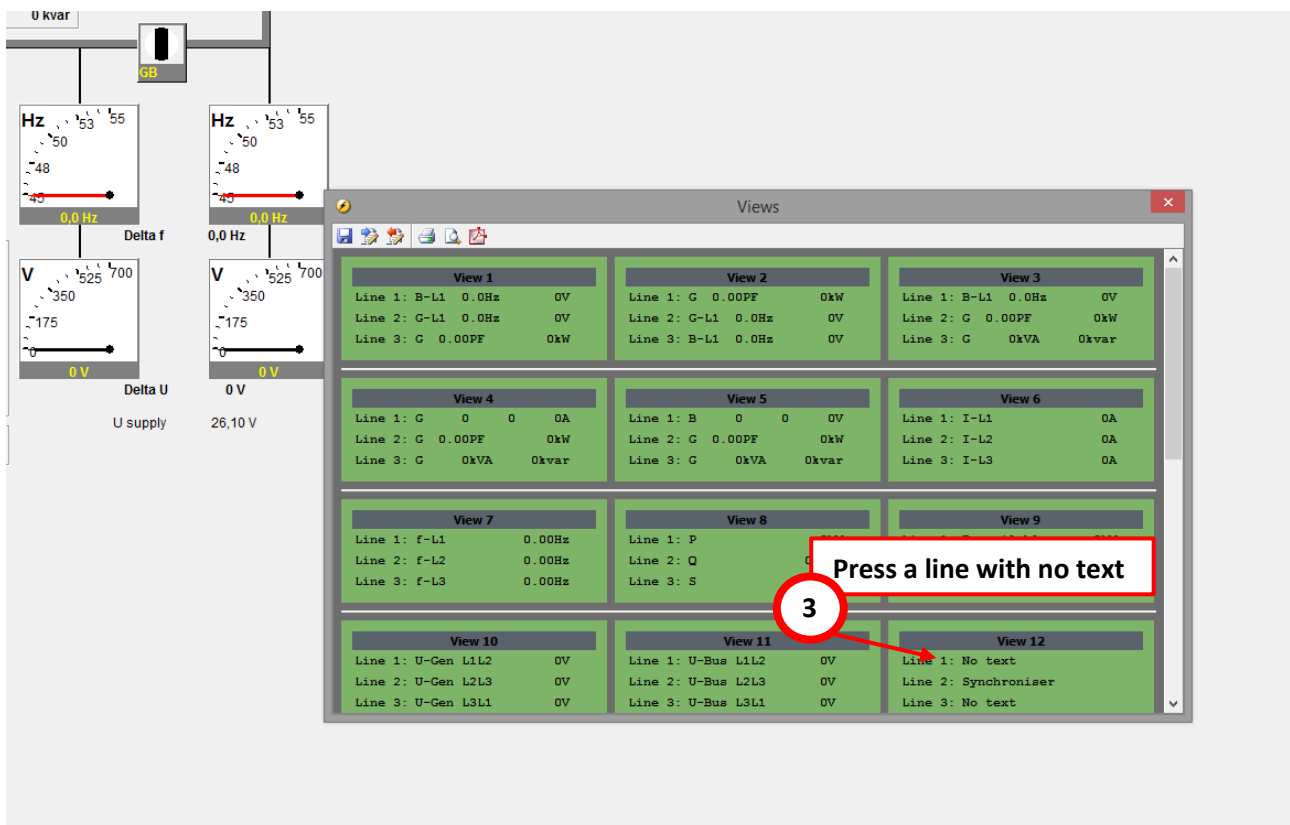 0 kvar
GB
Hz 53 55
50
48
45
0,0 Hz
Hz 53 55
50
48
45
0,0 Hz
Delta f 0,0 Hz
V 525 700
350
175
0
0 V
V 525 700
350
175
0
0 V
Delta U 0 V
U supply 26,10 V
Views
View 1
Line 1: B-L1 0.0Hz 0V
Line 2: G-L1 0.0Hz 0V
Line 3: G 0.00PF 0kW
View 2
Line 1: G 0.00PF 0kW
Line 2: G-L1 0.0Hz 0V
Line 3: B-L1 0.0Hz 0V
View 3
Line 1: B-L1 0.0Hz 0V
Line 2: G 0.00PF 0kW
Line 3: G 0kVA 0kvar
View 4
Line 1: G 0 0 0A
Line 2: G 0.00PF 0kW
Line 3: G 0kVA 0kvar
View 5
Line 1: B 0 0 0V
Line 2: G 0.00PF 0kW
Line 3: G 0kVA 0kvar
View 6
Line 1: I-L1 0A
Line 2: I-L2 0A
Line 3: I-L3 0A
View 7
Line 1: f-L1 0.00Hz
Line 2: f-L2 0.00Hz
Line 3: f-L3 0.00Hz
View 8
Line 1: P
Line 2: Q
Line 3: S
View 9
Press a line with no text
3
View 10
Line 1: U-Gen L1L2 0V
Line 2: U-Gen L2L3 0V
Line 3: U-Gen L3L1 0V
View 11
Line 1: U-Bus L1L2 0V
Line 2: U-Bus L2L3 0V
Line 3: U-Bus L3L1 0V
View 12
Line 1: No text
Line 2: Synchroniser
Line 3: No text